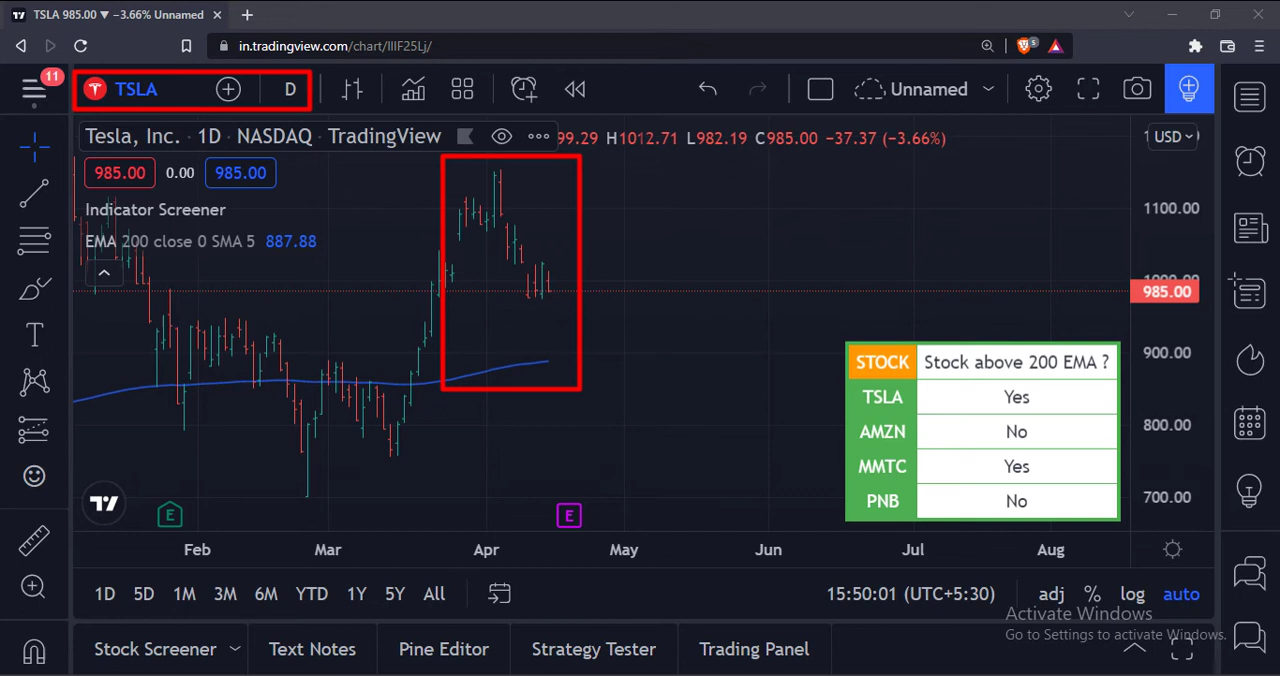 TSLA 985.00 ▼ −3.66% Unnamed
in.tradingview.com/chart/IIIF25Lj/
5
11
TSLA
D
Unnamed
Tesla, Inc. · 1D · NASDAQ · TradingView
99.29 H1012.71 L982.19 C985.00 −37.37 (−3.66%)
USD
985.00 0.00 985.00
Indicator Screener
EMA 200 close 0 SMA 5 887.88
1100.00
985.00
900.00
800.00
700.00
STOCK Stock above 200 EMA ?
TSLA Yes
AMZN No
MMTC Yes
PNB No
E
E
Feb Mar Apr May Jun Jul Aug
1D 5D 1M 3M 6M YTD 1Y 5Y All
15:50:01 (UTC+5:30) adj % log auto
Activate Windows
Go to Settings to activate Windows.
Stock Screener Text Notes Pine Editor Strategy Tester Trading Panel